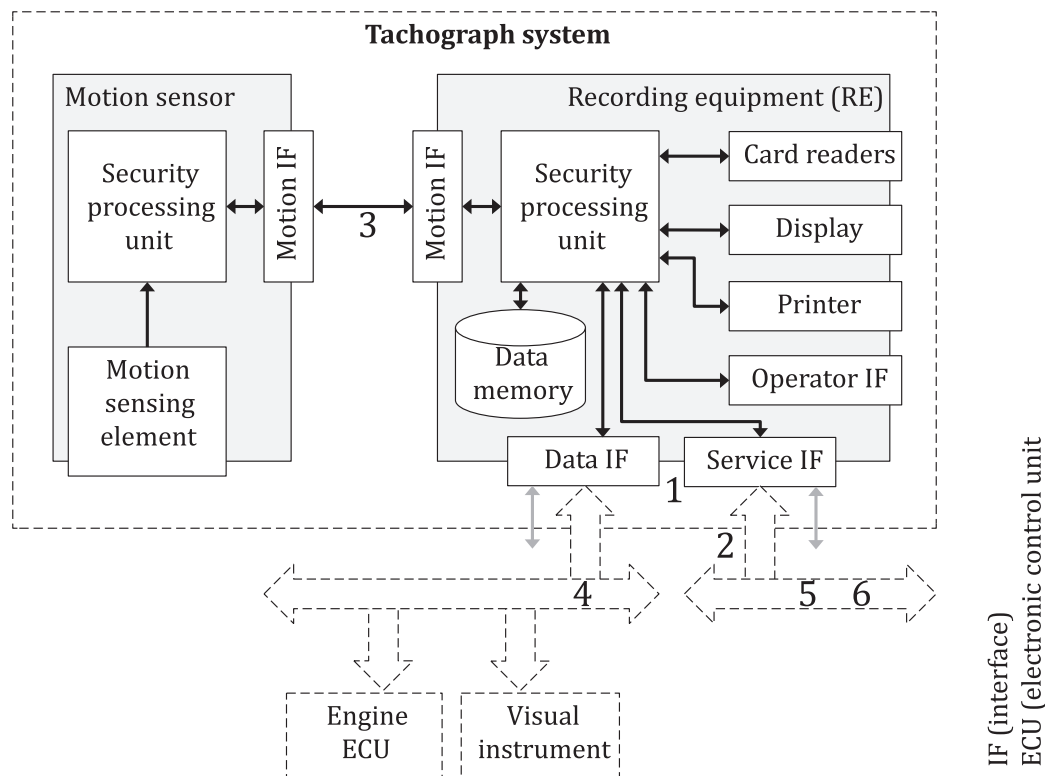 Tachograph system
Motion sensor
Security
processing
unit
Motion IF
Motion
sensing
element
3
Recording equipment (RE)
Motion IF
Security
processing
unit
Card readers
Display
Printer
Operator IF
Data
memory
Data IF
Service IF
1
2
4
5
6
Engine
ECU
Visual
instrument
IF (interface)
ECU (electronic control unit